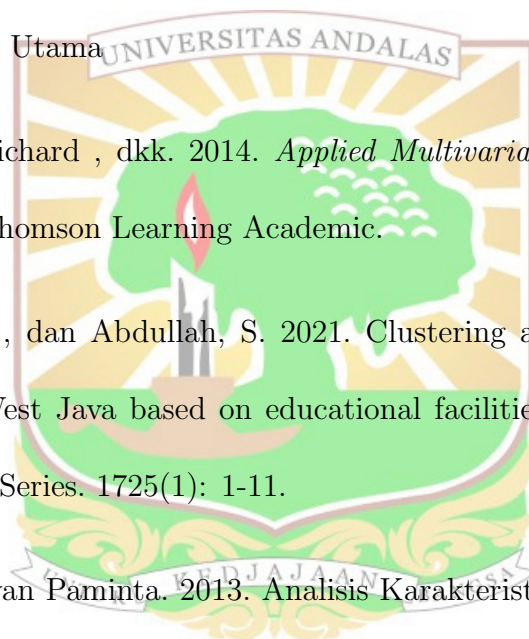 Utama
UNIVERSITAS ANDALAS
ichard , dkk. 2014. Applied Multivaria
homson Learning Academic.
., dan Abdullah, S. 2021. Clustering a
West Java based on educational facilitie
Series. 1725(1): 1-11.
KEDJAJAAN
van Paminta. 2013. Analisis Karakterist